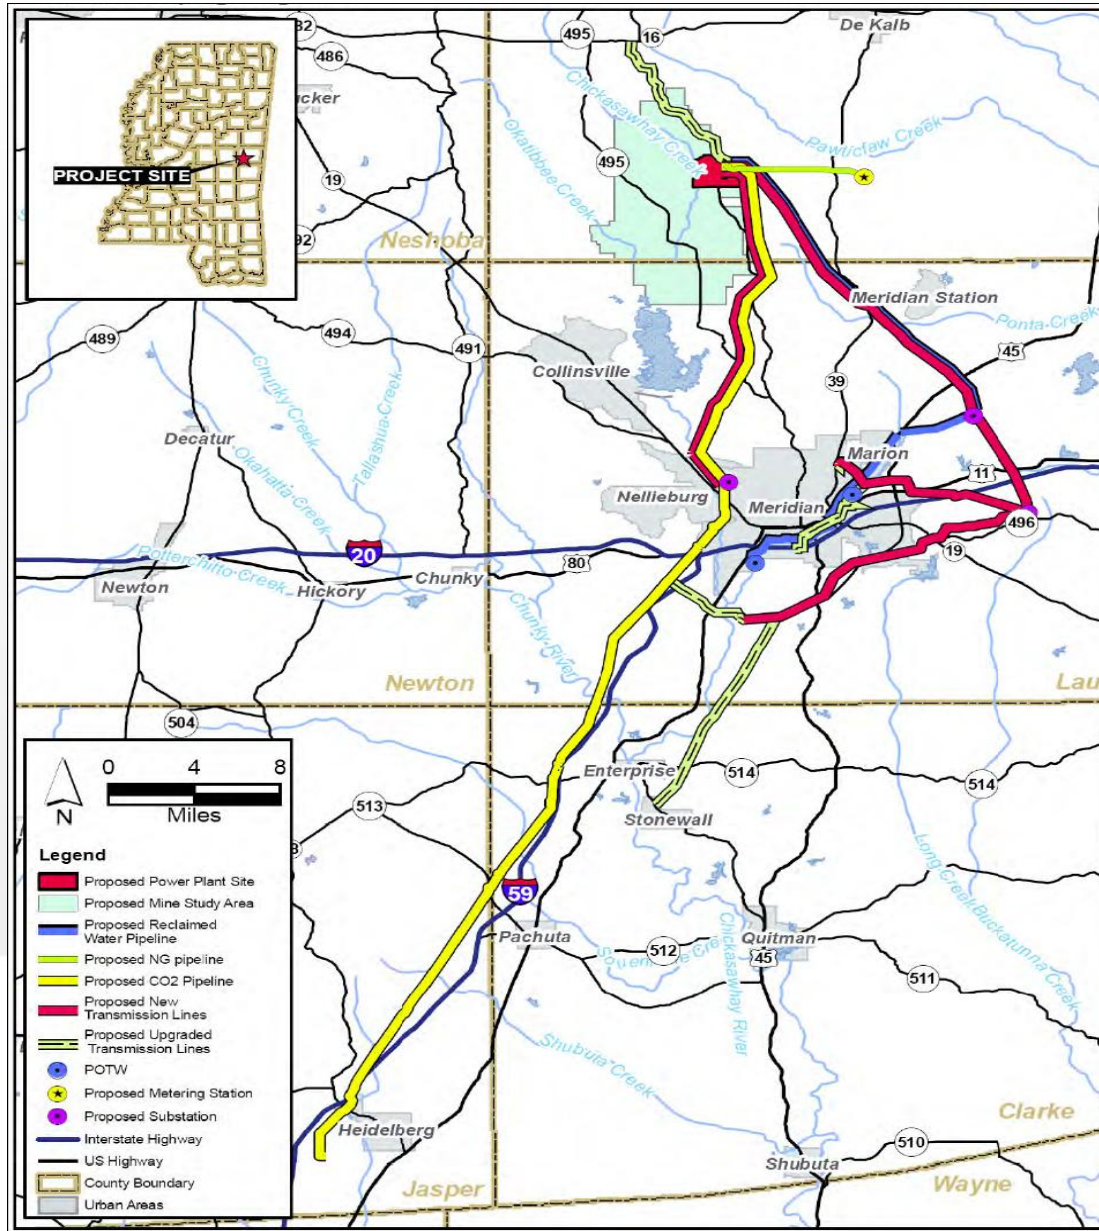 PROJECT SITE
495
16
De Kalb
486
Chickasawhay Creek
Okatibbee Creek
Pawticfaw Creek
495
19
Neshoba
Meridian Station
Ponta Creek
489
494
491
45
Chunky Creek
Tallashua Creek
Collinsville
39
Decatur
Okahatta Creek
Marion
11
Nellieburg
Meridian
496
20
80
19
Potterchitto Creek
Newton
Hickory
Chunky
Chunky River
Newton
Lau
504
0 4 8
Miles
N
Enterprise
514
514
513
Stonewall
Legend
Proposed Power Plant Site
Proposed Mine Study Area
Proposed Reclaimed
Water Pipeline
Proposed NG pipeline
Proposed CO2 Pipeline
Proposed New
Transmission Lines
Proposed Upgraded
Transmission Lines
POTW
Proposed Metering Station
Proposed Substation
Interstate Highway
US Highway
County Boundary
Urban Areas
59
Long Creek
Buckatunna Creek
Pachuta
512
Quitman
45
Chickasawhay River
511
Shubuta Creek
Heidelberg
Clarke
510
Shubuta
Jasper
Wayne